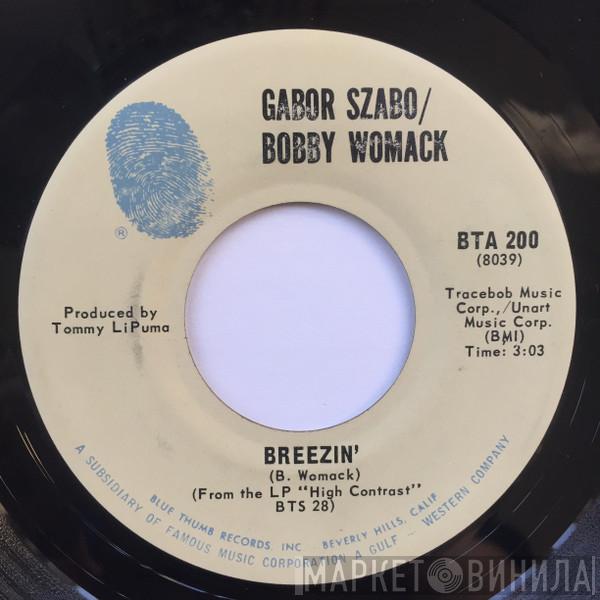 GABOR SZABO/
BOBBY WOMACK
®
BTA 200
(8039)
Produced by
Tommy LiPuma
Tracebob Music
Corp.,/Unart
Music Corp.
(BMI)
Time: 3:03
BREEZIN'
(B. Womack)
(From the LP "High Contrast"
BTS 28)
BLUE THUMB RECORDS, INC. BEVERLY HILLS, CALIF
A SUBSIDIARY OF FAMOUS MUSIC CORPORATION A GULF - WESTERN COMPANY
МАРКЕТ ВИНИЛА